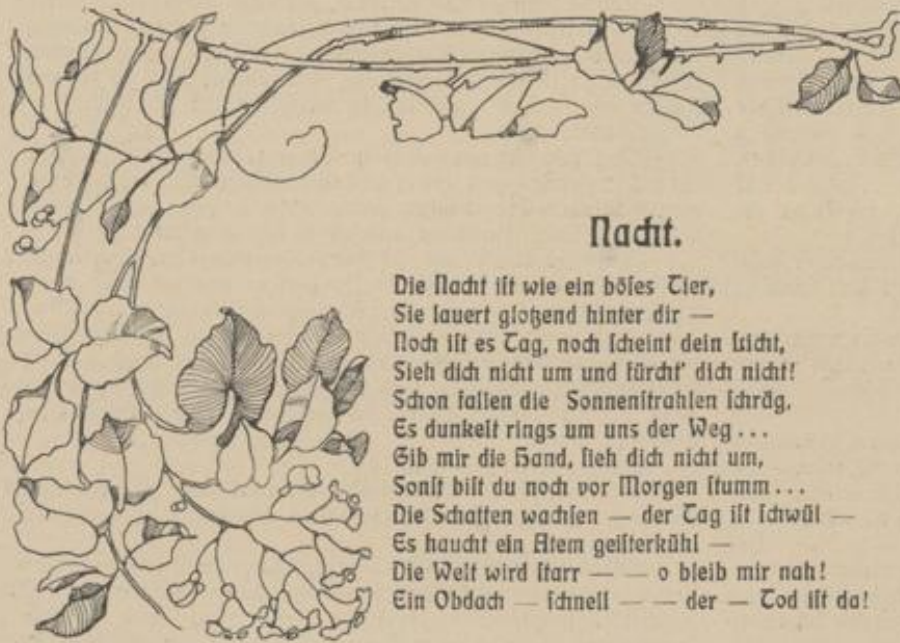 Nacht.
Die Nacht iſt wie ein böſes Tier,
Sie lauert glotzend hinter dir —
Noch iſt es Tag, noch ſcheint dein Licht,
Sieh dich nicht um und fürcht' dich nicht!
Schon fallen die Sonnenſtrahlen ſchräg,
Es dunkelt rings um uns der Weg ...
Gib mir die Hand, ſieh dich nicht um,
Sonſt biſt du noch vor Morgen ſtumm ...
Die Schatten wachſen — der Tag iſt ſchwül —
Es haucht ein Atem geiſterkühl —
Die Welt wird ſtarr — — o bleib mir nah!
Ein Obdach — ſchnell — — der — Tod iſt da!